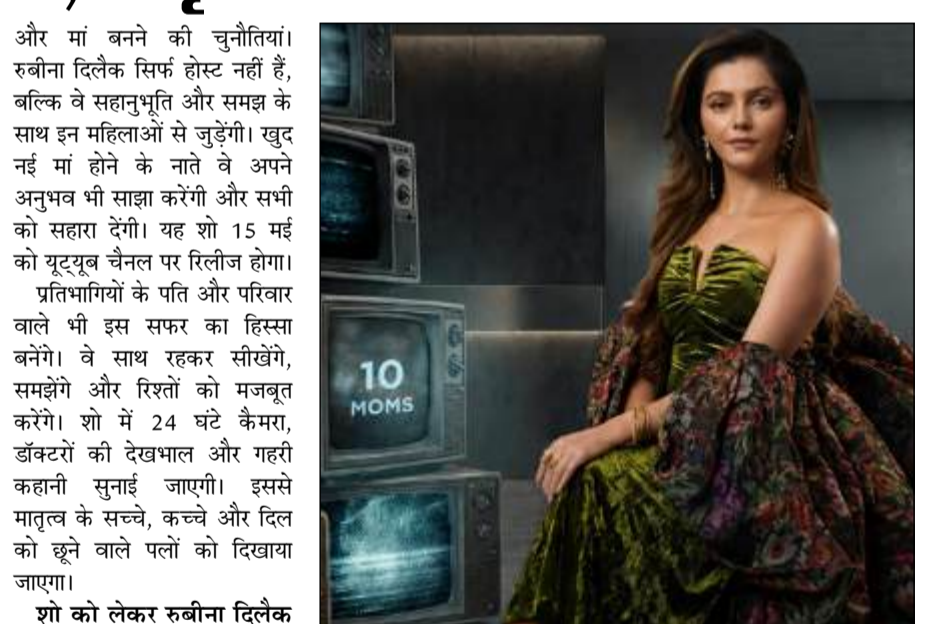 और मां बनने की चुनौतियां।
रुबीना दिलैक सिर्फ होस्ट नहीं हैं,
बल्कि वे सहानुभूति और समझ के
साथ इन महिलाओं से जुड़ेंगी। खुद
नई मां होने के नाते वे अपने
अनुभव भी साझा करेंगी और सभी
को सहारा देंगी। यह शो 15 मई
को यूट्यूब चैनल पर रिलीज होगा।
प्रतिभागियों के पति और परिवार
वाले भी इस सफर का हिस्सा
बनेंगे। वे साथ रहकर सीखेंगे,
समझेंगे और रिश्तों को मजबूत
करेंगे। शो में 24 घंटे कैमरा,
डॉक्टरों की देखभाल और गहरी
कहानी सुनाई जाएगी। इससे
मातृत्व के सच्चे, कच्चे और दिल
को छूने वाले पलों को दिखाया
जाएगा।
शो को लेकर रुबीना दिलैक
10
MOMS